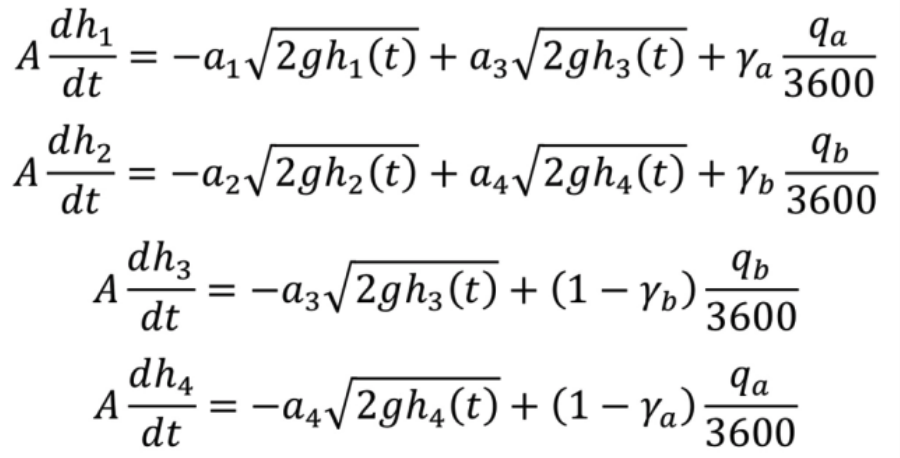 A dh₁/dt = −a₁√(2gh₁(t)) + a₃√(2gh₃(t)) + γₐ qₐ/3600
A dh₂/dt = −a₂√(2gh₂(t)) + a₄√(2gh₄(t)) + γ_b q_b/3600
A dh₃/dt = −a₃√(2gh₃(t)) + (1 − γ_b) q_b/3600
A dh₄/dt = −a₄√(2gh₄(t)) + (1 − γₐ) qₐ/3600